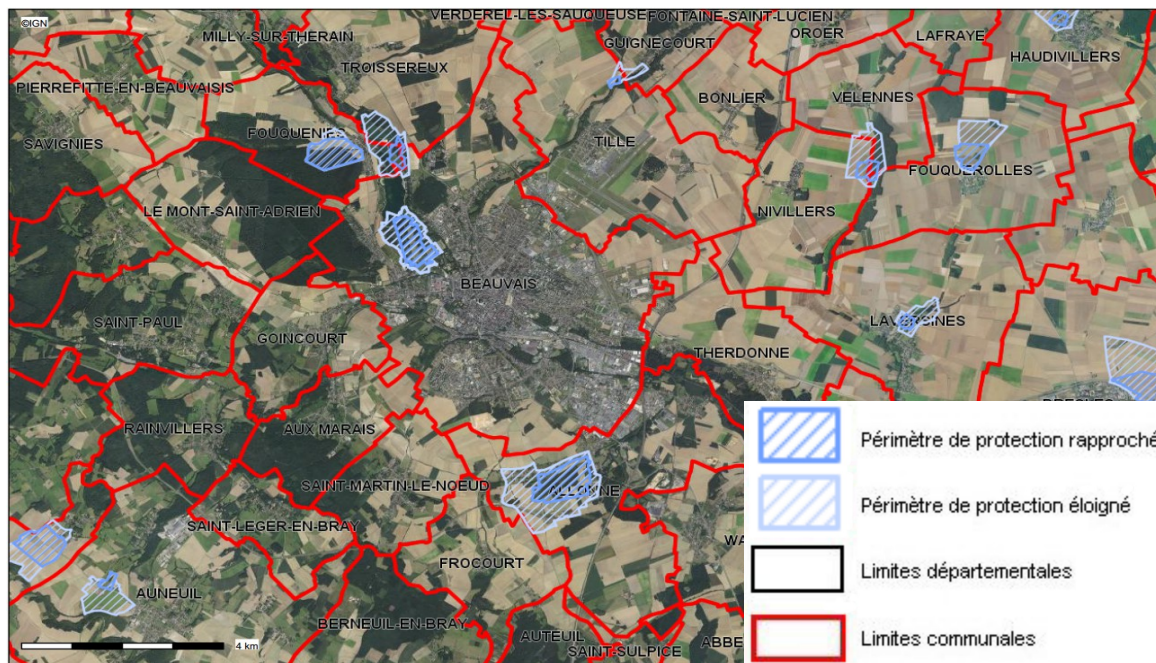 ©IGN
VERDEREL-LES-SAUQUEUSE
FONTAINE-SAINT-LUCIEN
MILLY-SUR-THERAIN
GUIGNECOURT
OROER
LAFRAYE
HAUDIVILLERS
TROISSEREUX
PIERREFITTE-EN-BEAUVAISIS
BONLIER
VELENNES
SAVIGNIES
FOUQUENIES
TILLE
FOUQUEROLLES
LE MONT-SAINT-ADRIEN
NIVILLERS
BEAUVAIS
SAINT-PAUL
GOINCOURT
LAVERSINES
THERDONNE
RAINVILLERS
AUX MARAIS
SAINT-MARTIN-LE-NOEUD
ALLONNE
SAINT-LEGER-EN-BRAY
FROCOURT
WA
AUNEUIL
BERNEUIL-EN-BRAY
AUTEUIL
SAINT-SULPICE
ABBE
4 km
Périmètre de protection rapproché
Périmètre de protection éloigné
Limites départementales
Limites communales